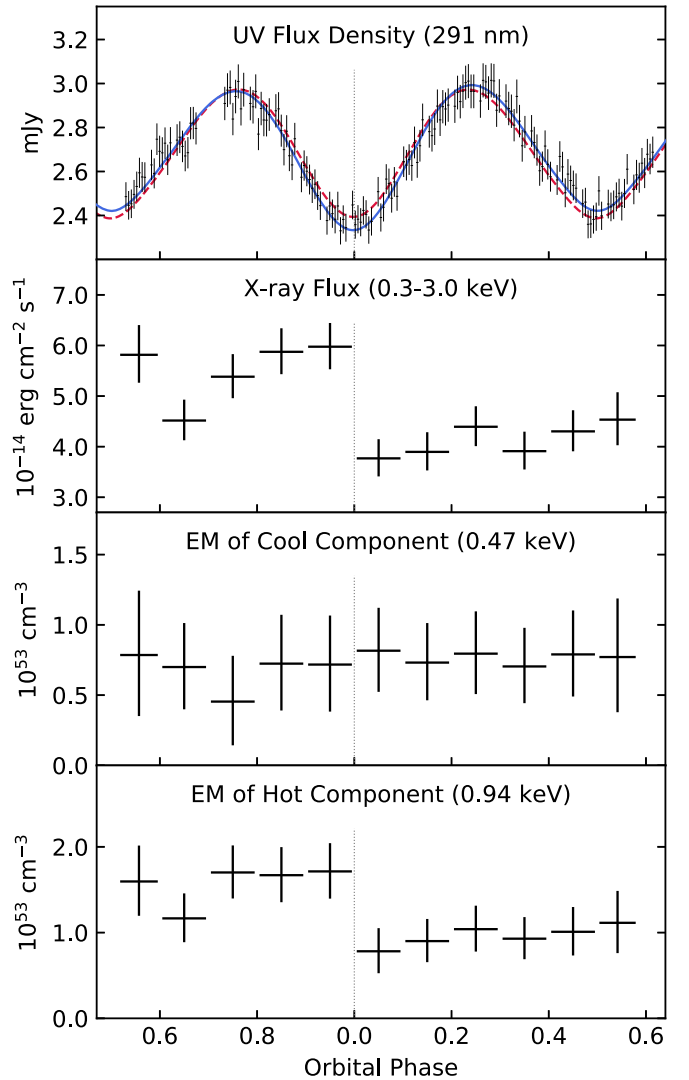 UV Flux Density (291 nm)
3.2
3.0
2.8
2.6
2.4
mJy
X-ray Flux (0.3-3.0 keV)
7.0
6.0
5.0
4.0
3.0
10⁻¹⁴ erg cm⁻² s⁻¹
EM of Cool Component (0.47 keV)
1.5
1.0
0.5
0.0
10⁵³ cm⁻³
EM of Hot Component (0.94 keV)
2.0
1.0
0.0
10⁵³ cm⁻³
0.6 0.8 0.0 0.2 0.4 0.6
Orbital Phase